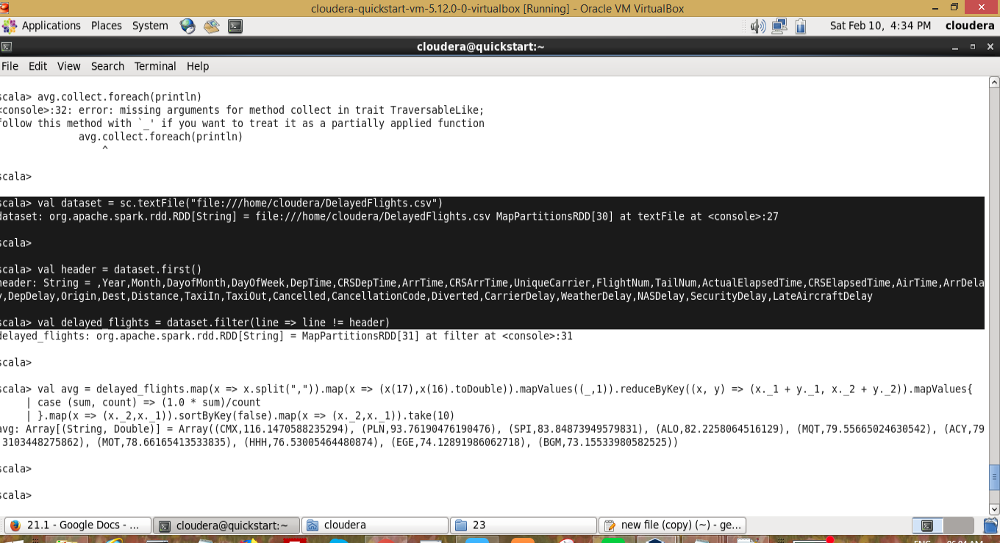 cloudera-quickstart-vm-5.12.0-0-virtualbox [Running] - Oracle VM VirtualBox
Applications Places System Sat Feb 10, 4:34 PM cloudera
cloudera@quickstart:~
File Edit View Search Terminal Help
scala> avg.collect.foreach(println)
<console>:32: error: missing arguments for method collect in trait TraversableLike;
follow this method with `_' if you want to treat it as a partially applied function
              avg.collect.foreach(println)
                  ^
scala>
scala> val dataset = sc.textFile("file:///home/cloudera/DelayedFlights.csv")
dataset: org.apache.spark.rdd.RDD[String] = file:///home/cloudera/DelayedFlights.csv MapPartitionsRDD[30] at textFile at <console>:27
scala>
scala> val header = dataset.first()
header: String = ,Year,Month,DayofMonth,DayOfWeek,DepTime,CRSDepTime,ArrTime,CRSArrTime,UniqueCarrier,FlightNum,TailNum,ActualElapsedTime,CRSElapsedTime,AirTime,ArrDela
y,DepDelay,Origin,Dest,Distance,TaxiIn,TaxiOut,Cancelled,CancellationCode,Diverted,CarrierDelay,WeatherDelay,NASDelay,SecurityDelay,LateAircraftDelay
scala> val delayed_flights = dataset.filter(line => line != header)
delayed_flights: org.apache.spark.rdd.RDD[String] = MapPartitionsRDD[31] at filter at <console>:31
scala>
scala> val avg = delayed_flights.map(x => x.split(",")).map(x => (x(17),x(16).toDouble)).mapValues((_,1)).reduceByKey((x, y) => (x._1 + y._1, x._2 + y._2)).mapValues{
     | case (sum, count) => (1.0 * sum)/count
     | }.map(x => (x._2,x._1)).sortByKey(false).map(x => (x._2,x._1)).take(10)
avg: Array[(String, Double)] = Array((CMX,116.1470588235294), (PLN,93.76190476190476), (SPI,83.84873949579831), (ALO,82.2258064516129), (MQT,79.55665024630542), (ACY,79
.3103448275862), (MOT,78.66165413533835), (HHH,76.53005464480874), (EGE,74.12891986062718), (BGM,73.15533980582525))
scala>
scala>
21.1 - Google Docs - ... cloudera@quickstart:~ cloudera 23 new file (copy) (~) - ge...